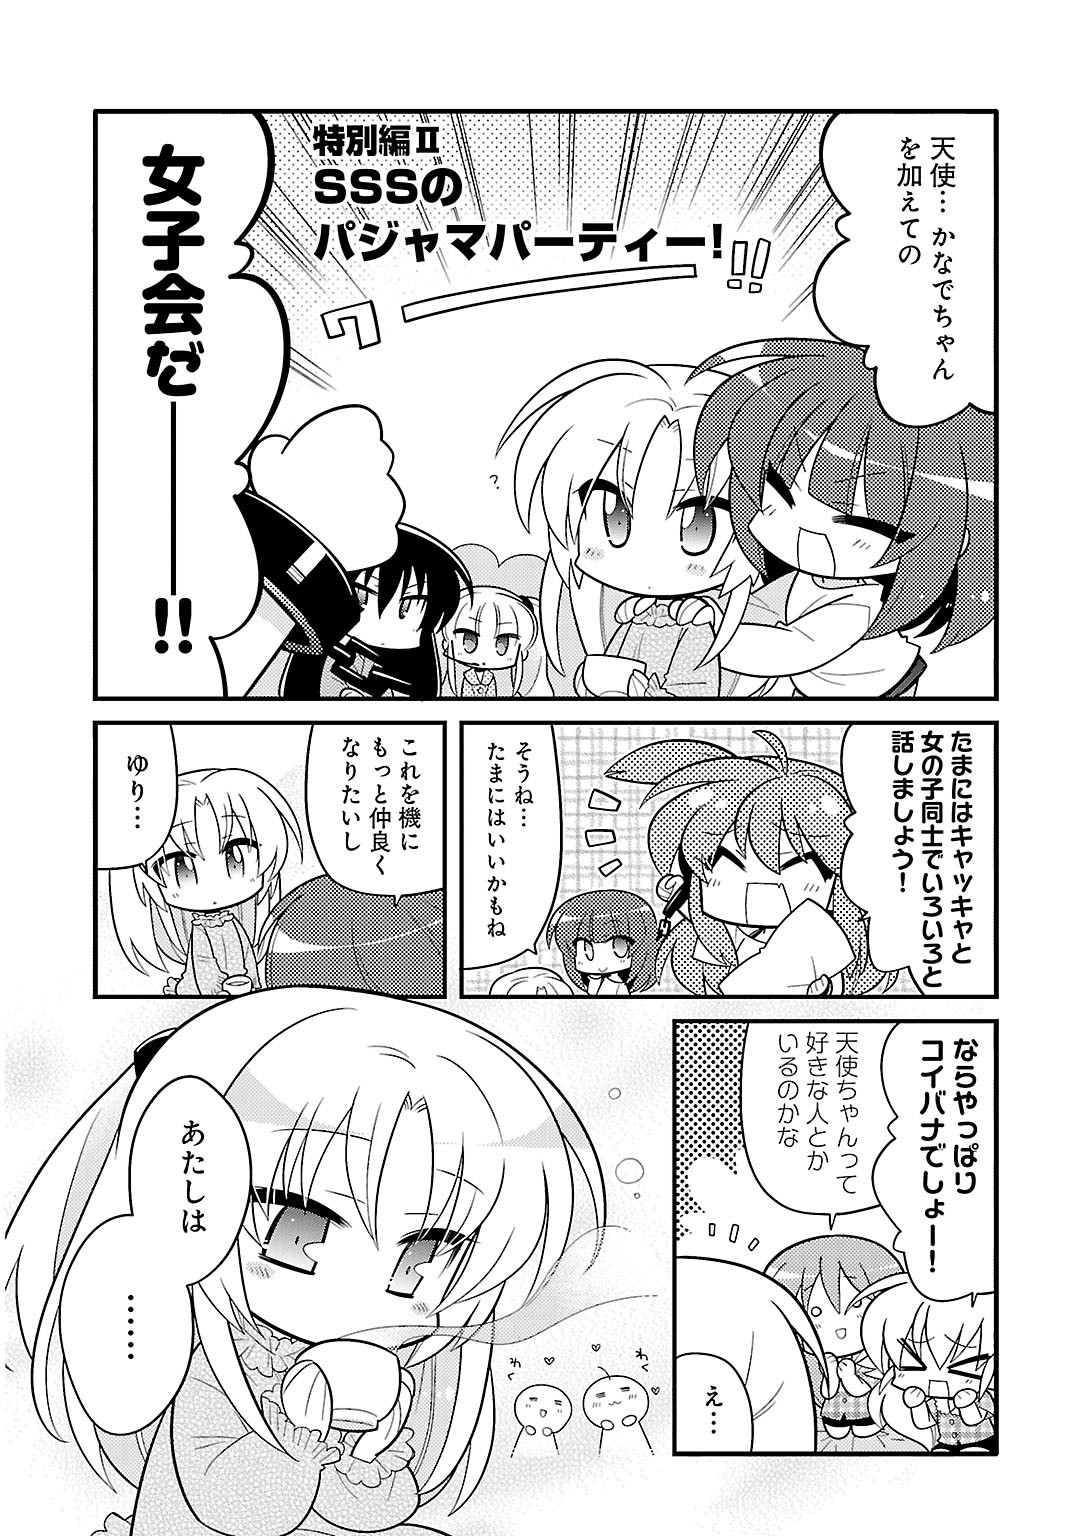 特別編Ⅱ
SSSの
パジャマパーティー!
天使…かなでちゃん
を加えての
女子会だ――!!
ワー!!
?
たまにはキャッキャと
女の子同士でいろいろと
話しましょう!
そうね…
たまにはいいかもね
これを機に
もっと仲良く
なりたいし
ゆり…
ならやっぱり
コイバナでしょー!
天使ちゃんって
好きな人とか
いるのかな
え…
あたしは
……
わく
わく